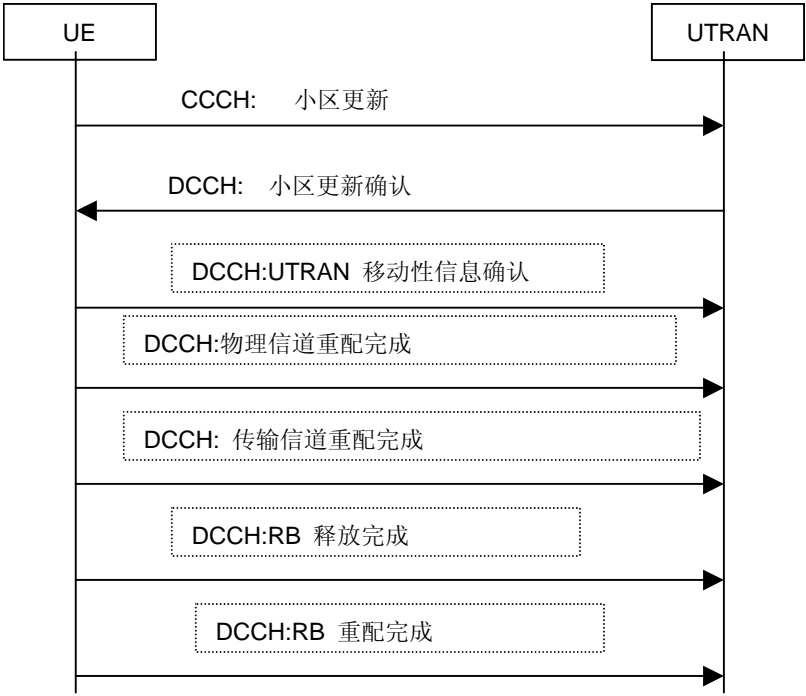 UE
UTRAN
CCCH: 小区更新
DCCH: 小区更新确认
DCCH:UTRAN 移动性信息确认
DCCH:物理信道重配完成
DCCH: 传输信道重配完成
DCCH:RB 释放完成
DCCH:RB 重配完成